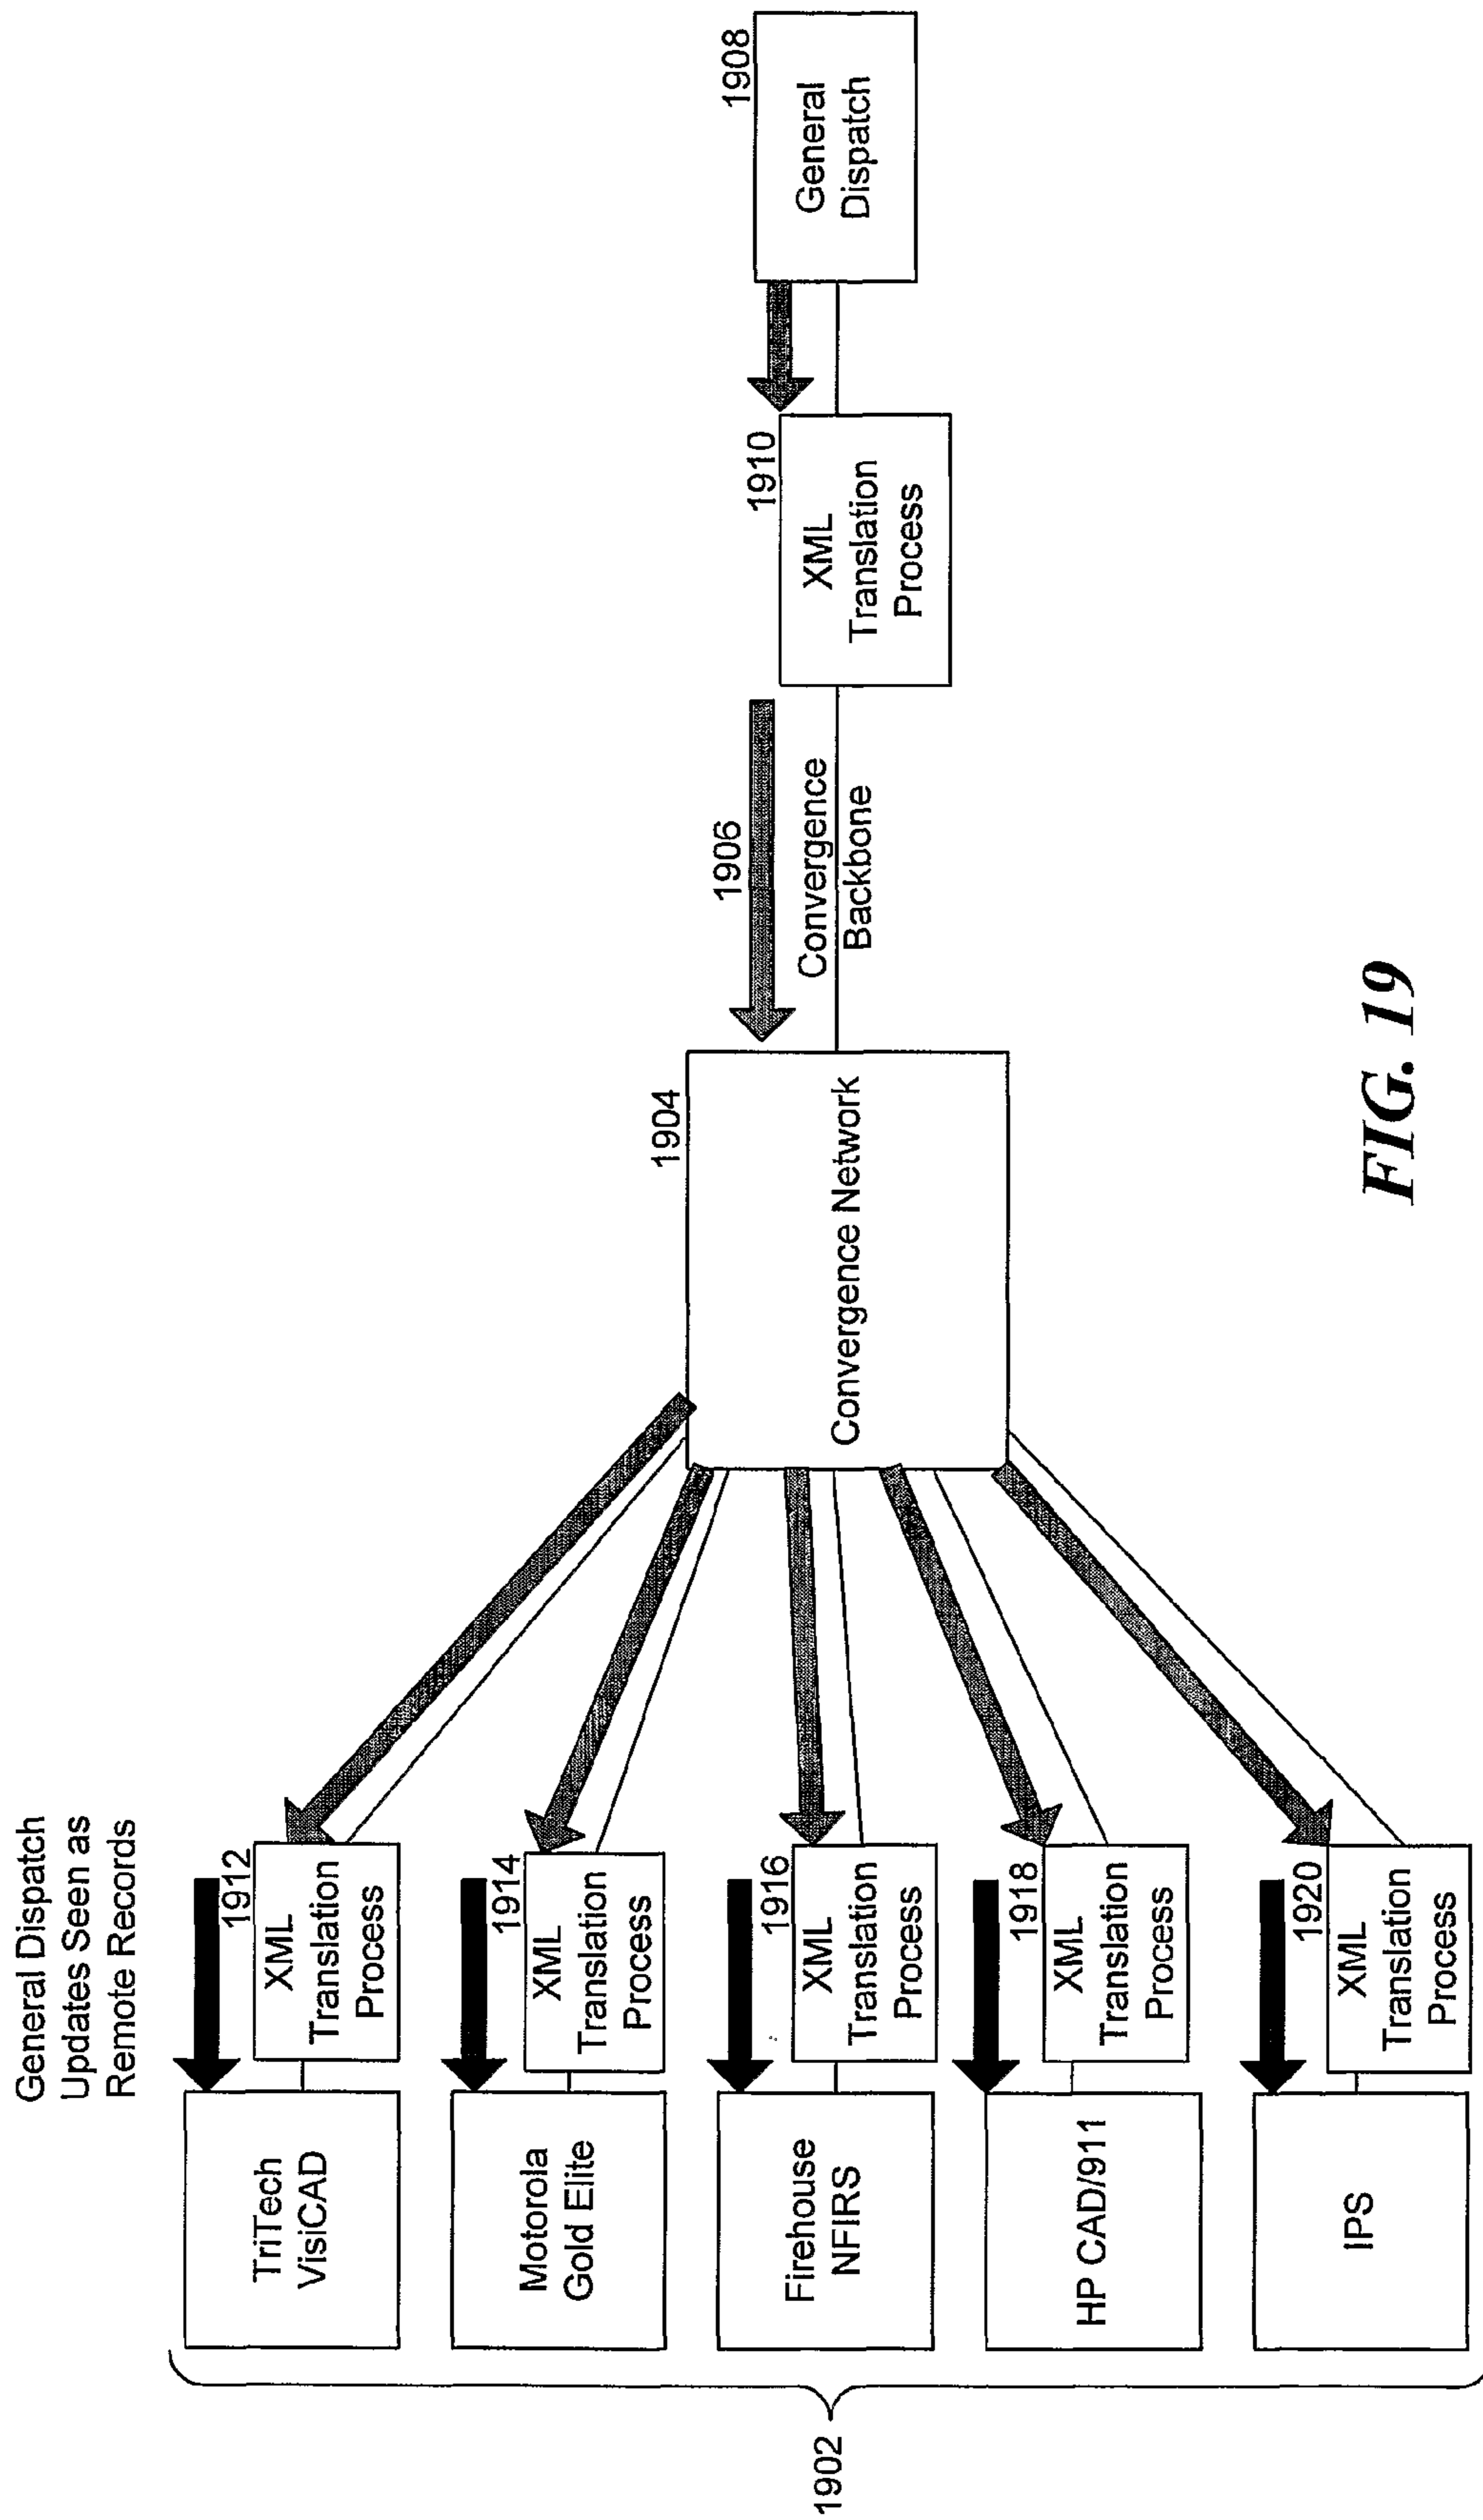 General Dispatch
Updates Seen as
Remote Records
1902
TriTech
VisiCAD
1912
XML
Translation
Process
Motorola
Gold Elite
1914
XML
Translation
Process
Firehouse
NFIRS
1916
XML
Translation
Process
HP CAD/911
1918
XML
Translation
Process
IPS
1920
XML
Translation
Process
1904
Convergence Network
1906
Convergence
Backbone
1910
XML
Translation
Process
1908
General
Dispatch
FIG. 19